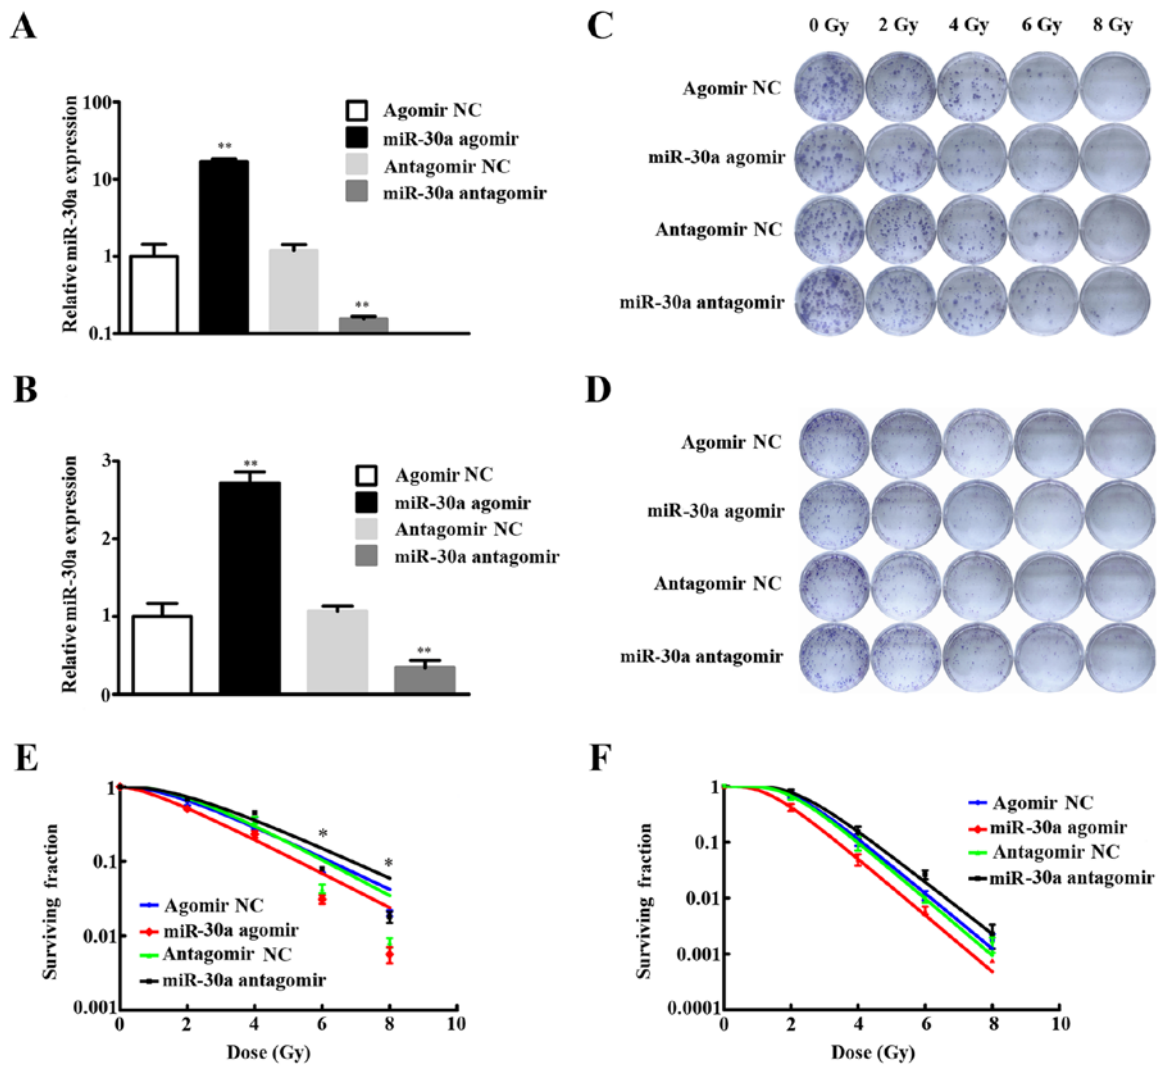 A
Relative miR-30a expression
100
10
1
0.1
**
**
Agomir NC
miR-30a agomir
Antagomir NC
miR-30a antagomir
C
0 Gy 2 Gy 4 Gy 6 Gy 8 Gy
Agomir NC
miR-30a agomir
Antagomir NC
miR-30a antagomir
B
Relative miR-30a expression
3
2
1
0
**
**
Agomir NC
miR-30a agomir
Antagomir NC
miR-30a antagomir
D
Agomir NC
miR-30a agomir
Antagomir NC
miR-30a antagomir
E
Surviving fraction
1
0.1
0.01
0.001
*
*
Agomir NC
miR-30a agomir
Antagomir NC
miR-30a antagomir
0 2 4 6 8 10
Dose (Gy)
F
Surviving fraction
1
0.1
0.01
0.001
0.0001
Agomir NC
miR-30a agomir
Antagomir NC
miR-30a antagomir
0 2 4 6 8 10
Dose (Gy)